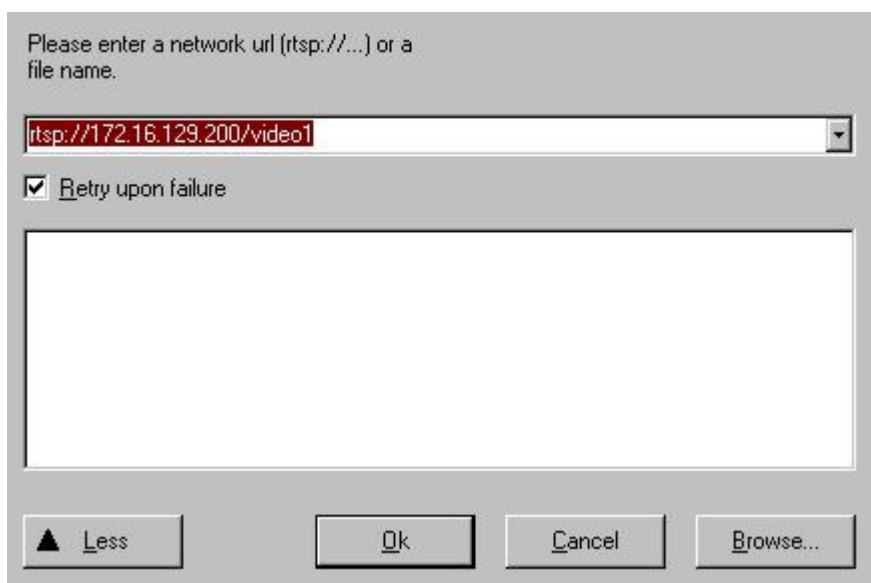 Please enter a network url (rtsp://...) or a
file name.
rtsp://172.16.129.200/video1
Retry upon failure
Less
Ok
Cancel
Browse...